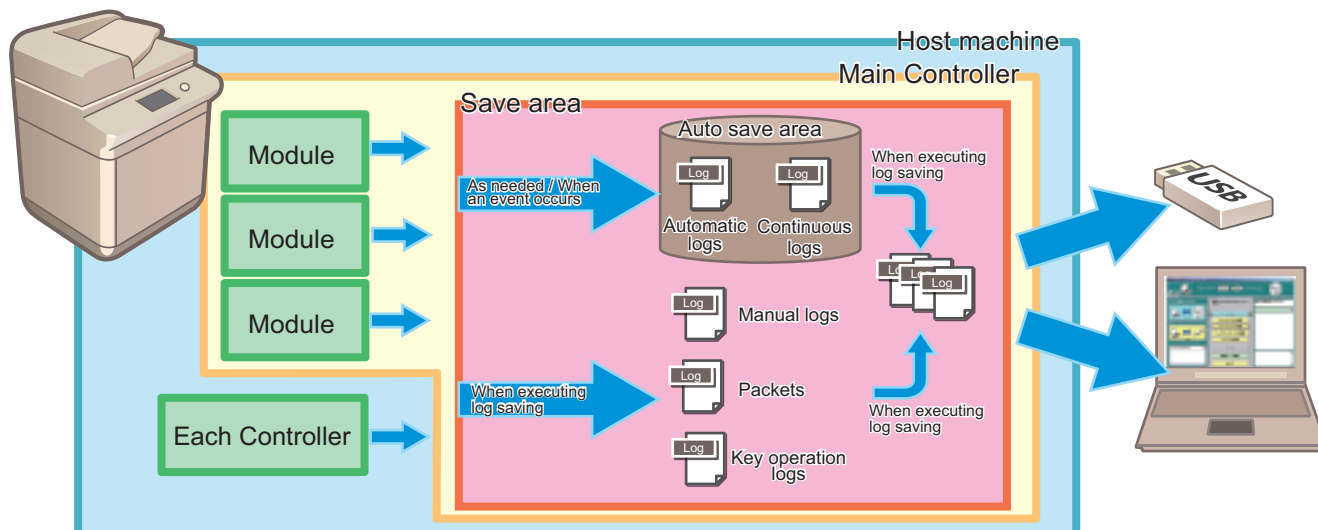 Host machine
Main Controller
Save area
Module
Module
Module
Each Controller
As needed / When
an event occurs
When executing
log saving
Auto save area
Log
Log
Automatic
logs
Continuous
logs
Log
Manual logs
Log
Packets
Log
Key operation
logs
When executing
log saving
Log
Log
Log
When executing
log saving
USB